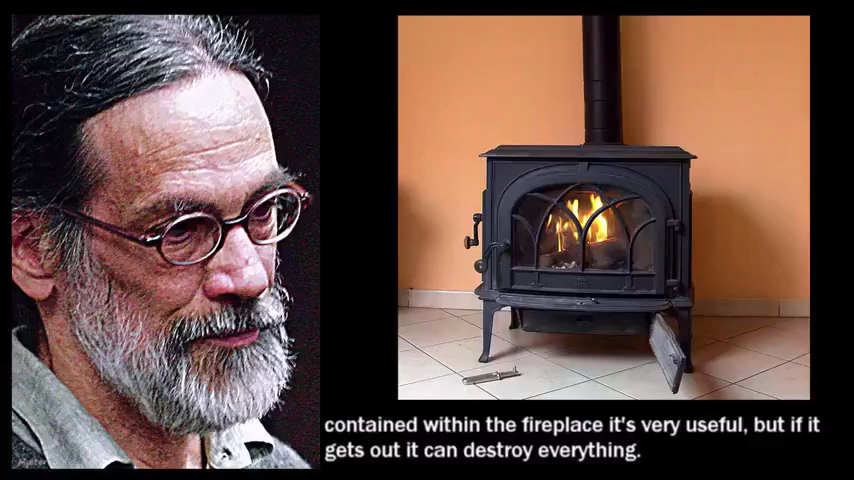 contained within the fireplace it's very useful, but if it
gets out it can destroy everything.